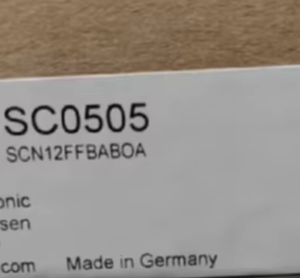 SC0505
SCN12FFBABOA
onic
sen
com
Made in Germany